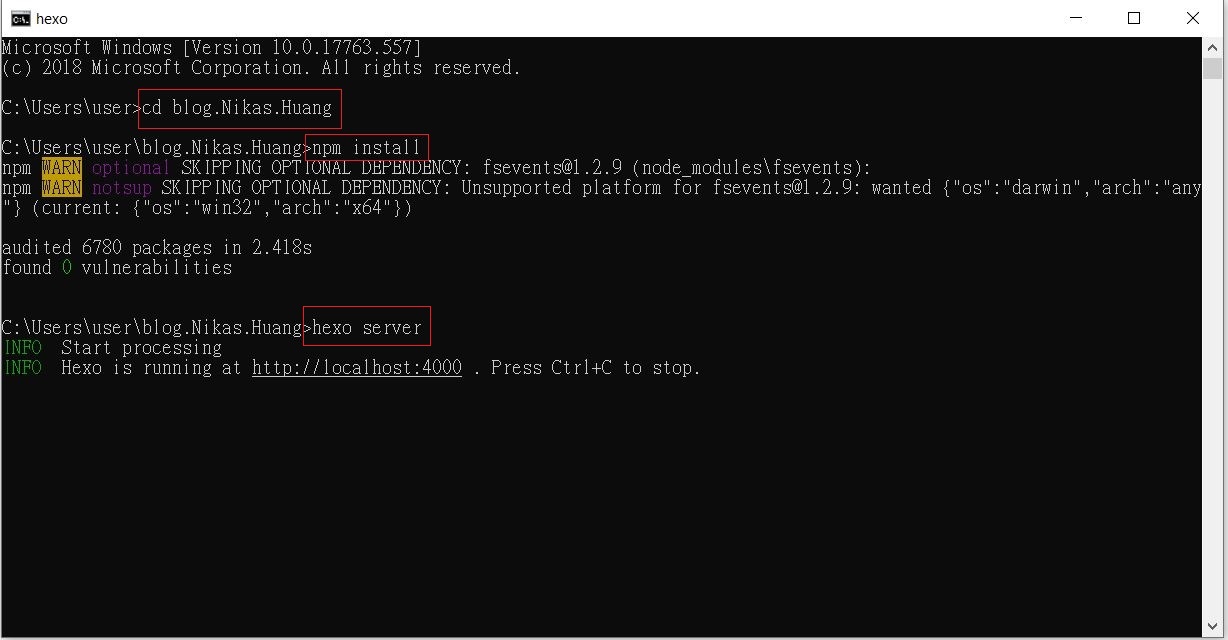 hexo
Microsoft Windows [Version 10.0.17763.557]
(c) 2018 Microsoft Corporation. All rights reserved.
C:\Users\user>cd blog.Nikas.Huang
C:\Users\user\blog.Nikas.Huang>npm install
npm WARN optional SKIPPING OPTIONAL DEPENDENCY: fsevents@1.2.9 (node_modules\fsevents):
npm WARN notsup SKIPPING OPTIONAL DEPENDENCY: Unsupported platform for fsevents@1.2.9: wanted {"os":"darwin","arch":"any
"} (current: {"os":"win32","arch":"x64"})
audited 6780 packages in 2.418s
found 0 vulnerabilities
C:\Users\user\blog.Nikas.Huang>hexo server
INFO  Start processing
INFO  Hexo is running at http://localhost:4000 . Press Ctrl+C to stop.